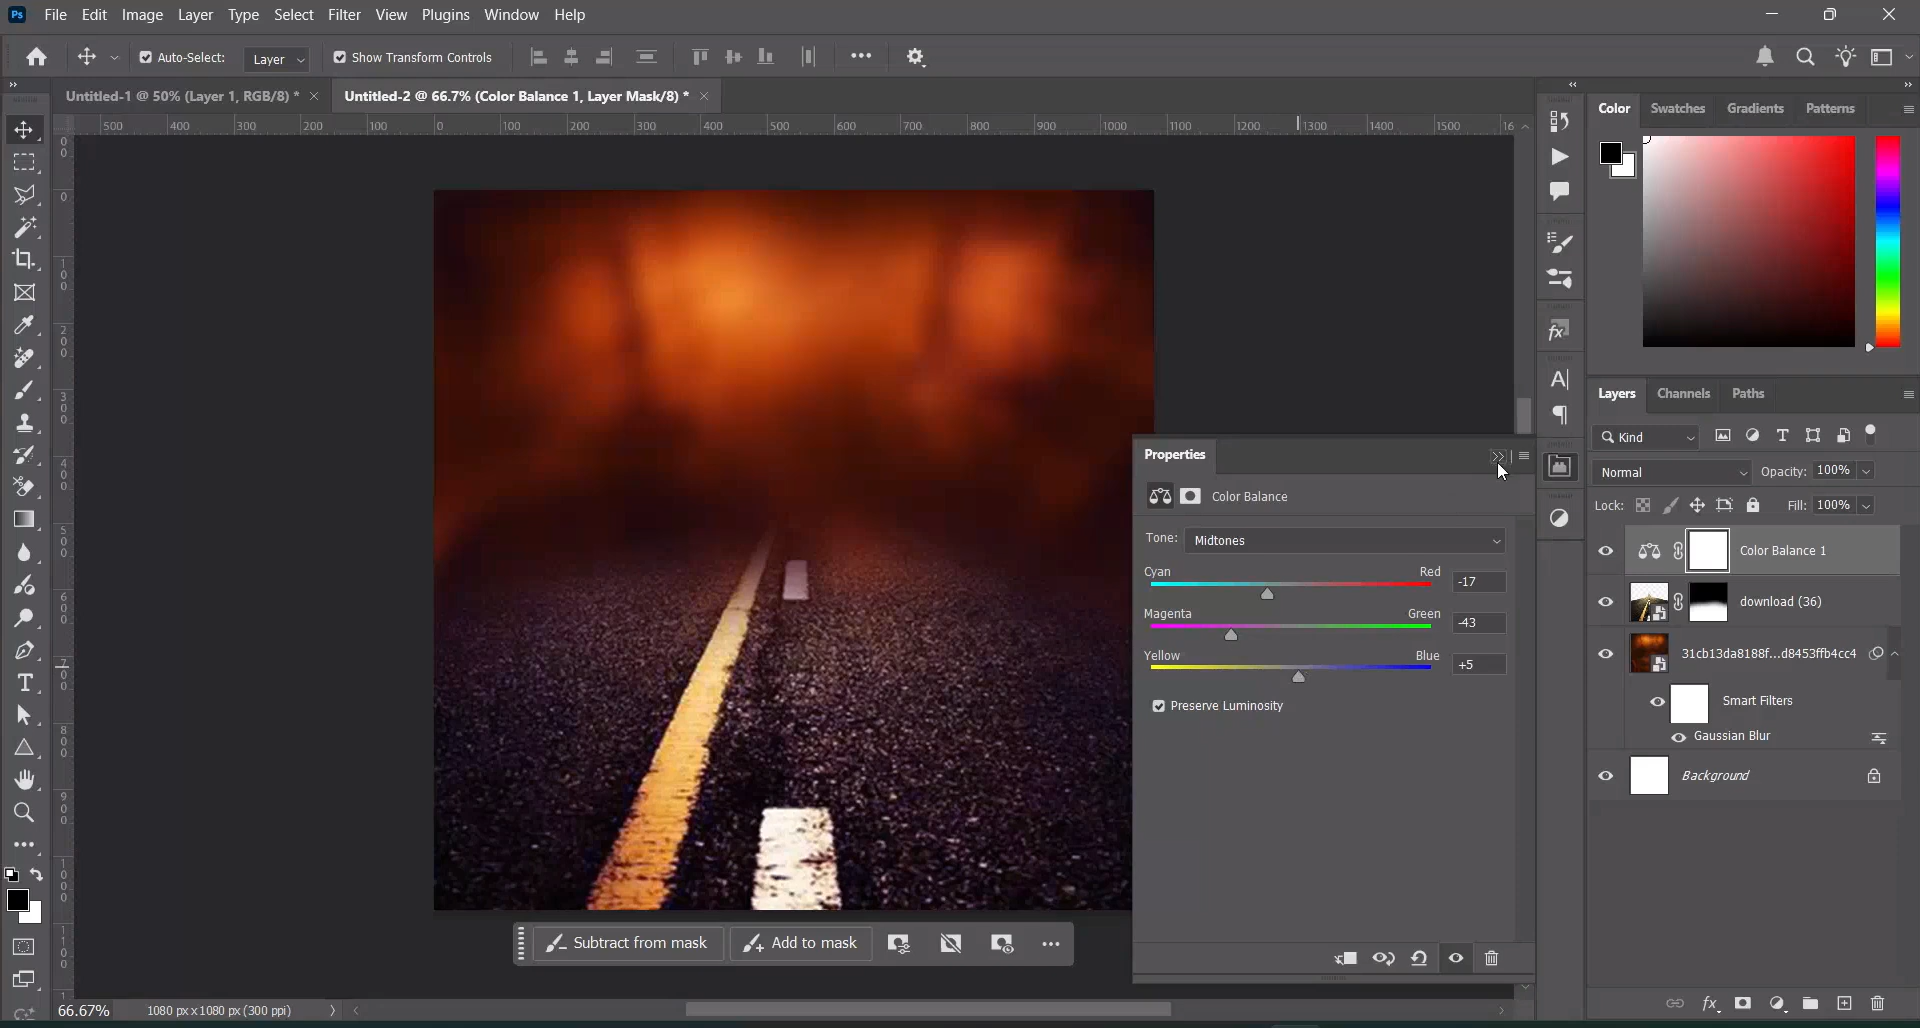 Ps File Edit Image Layer Type Select Filter View Plugins Window Help
Auto-Select: Layer Show Transform Controls
Untitled-1 @ 50% (Layer 1, RGB/8) *
Untitled-2 @ 66.7% (Color Balance 1, Layer Mask/8) *
500 400 300 200 100 0 100 200 300 400 500 600 700 800 900 1000 1100 1200 1300 1400 1500 16
Color Swatches Gradients Patterns
Layers Channels Paths
Kind
Normal Opacity: 100%
Lock: Fill: 100%
Color Balance 1
download (36)
31cb13da8188f...d8453ffb4cc4
Smart Filters
Gaussian Blur
Background
Properties
Color Balance
Tone: Midtones
Cyan Red -17
Magenta Green -43
Yellow Blue +5
Preserve Luminosity
Subtract from mask Add to mask
66.67% 1080 px x 1080 px (300 ppi)